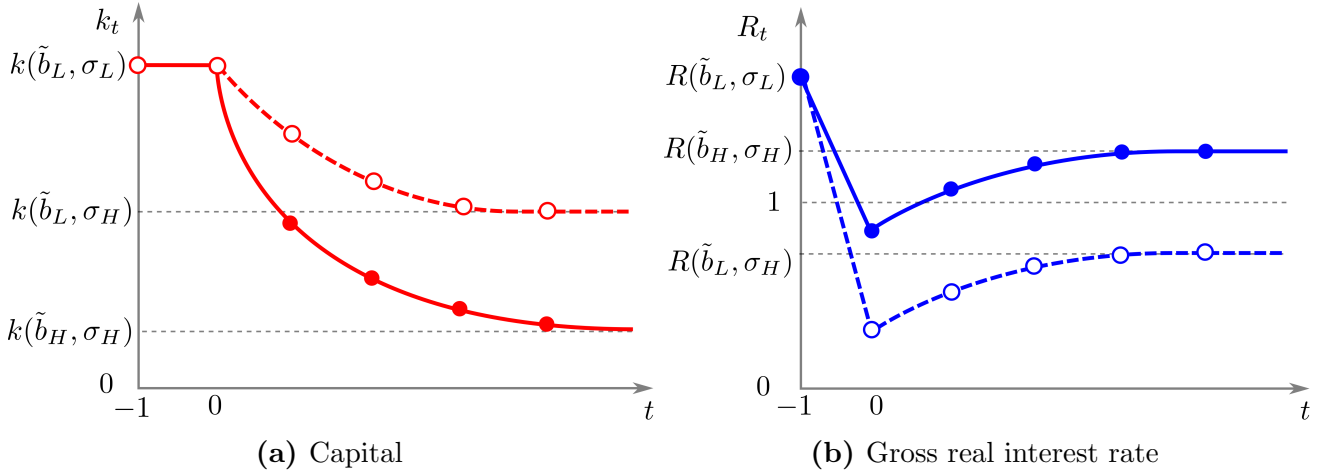 k_t
k(b̃_L, σ_L)
k(b̃_L, σ_H)
k(b̃_H, σ_H)
0
−1
0
t
(a) Capital
R_t
R(b̃_L, σ_L)
R(b̃_H, σ_H)
1
R(b̃_L, σ_H)
0
−1
0
t
(b) Gross real interest rate